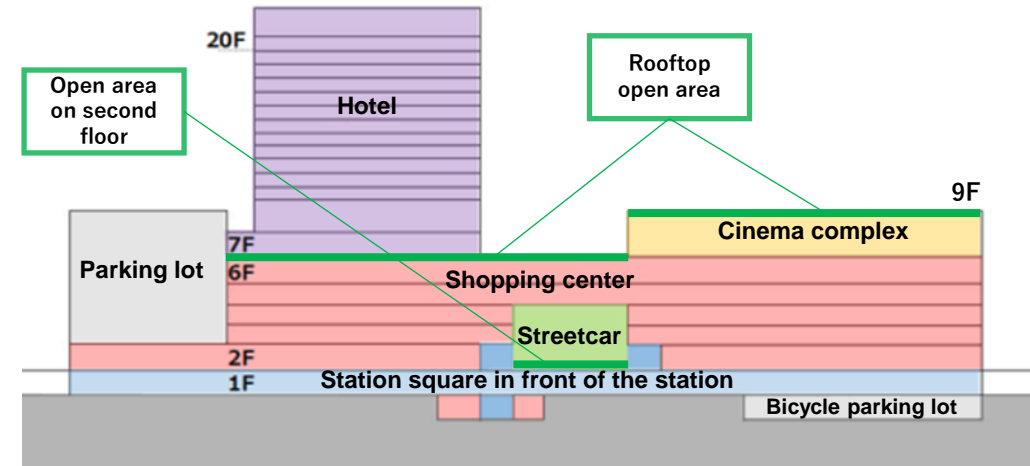 20F
Open area
on second
floor
Hotel
Rooftop
open area
9F
Cinema complex
7F
Parking lot
6F
Shopping center
Streetcar
2F
1F
Station square in front of the station
Bicycle parking lot